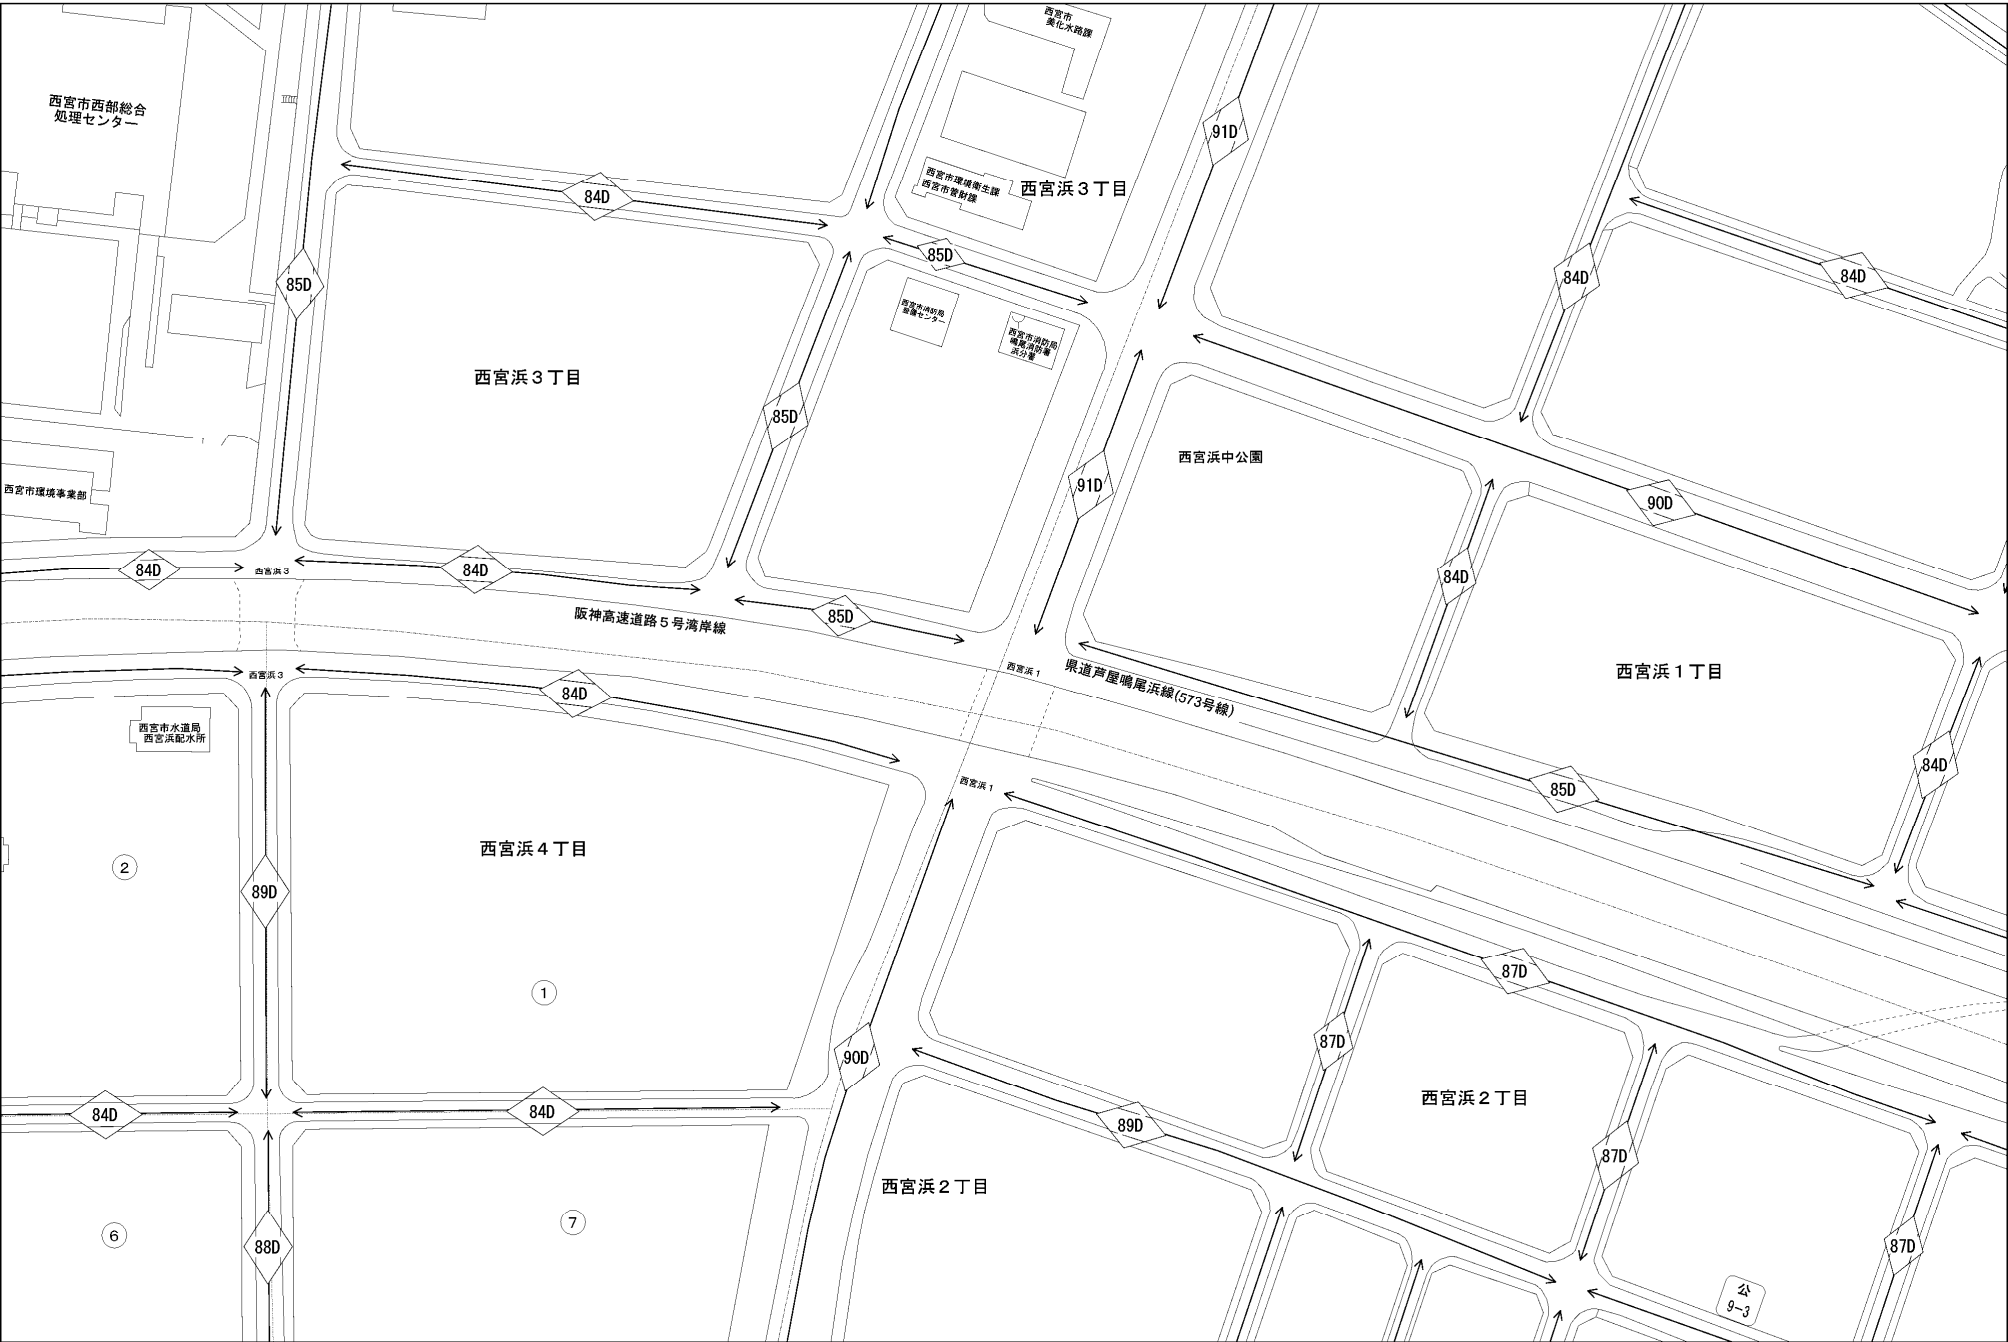 西宮市
美化水路課
西宮市西部総合
処理センター
91D
84D
西宮市環境衛生課
西宮市管財課
西宮浜3丁目
85D
85D
84D
84D
西宮市消防局
西宮市消防局
鳴尾消防署
浜分署
西宮浜3丁目
85D
西宮浜中公園
91D
90D
西宮市環境事業部
84D
西宮浜3
84D
84D
阪神高速道路5号湾岸線
85D
西宮浜3
84D
西宮浜1
県道芦屋鳴尾浜線(573号線)
西宮浜1丁目
西宮市水道局
西宮浜配水所
西宮浜1
85D
84D
西宮浜4丁目
2
89D
1
87D
90D
87D
84D
84D
89D
西宮浜2丁目
87D
西宮浜2丁目
6
88D
7
87D
公
9-3